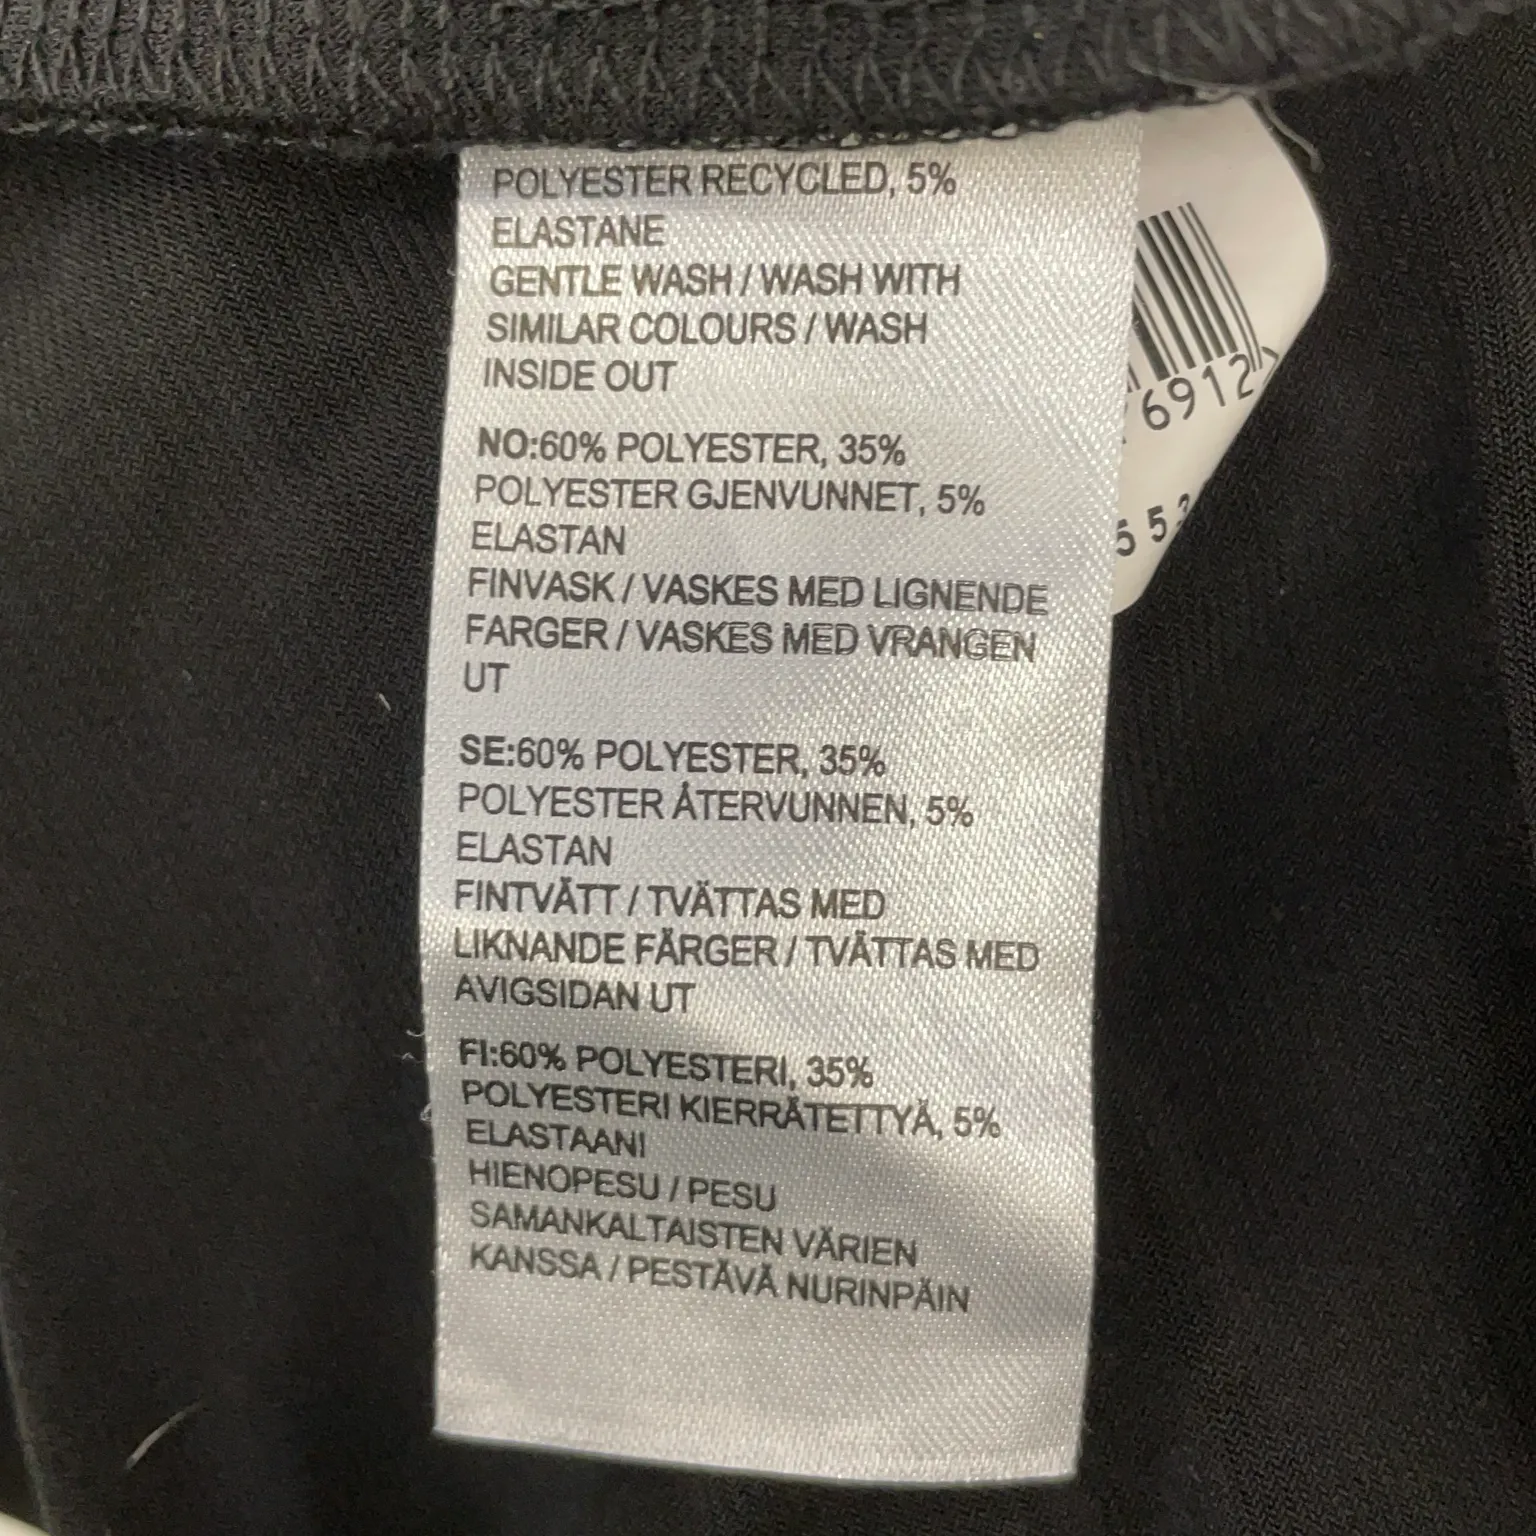 POLYESTER RECYCLED, 5%
ELASTANE
GENTLE WASH / WASH WITH
SIMILAR COLOURS / WASH
INSIDE OUT
NO:60% POLYESTER, 35%
POLYESTER GJENVUNNET, 5%
ELASTAN
FINVASK / VASKES MED LIGNENDE
FARGER / VASKES MED VRANGEN
UT
SE:60% POLYESTER, 35%
POLYESTER ÅTERVUNNEN, 5%
ELASTAN
FINTVÄTT / TVÄTTAS MED
LIKNANDE FÄRGER / TVÄTTAS MED
AVIGSIDAN UT
FI:60% POLYESTERI, 35%
POLYESTERI KIERRÄTETTYÄ, 5%
ELASTAANI
HIENOPESU / PESU
SAMANKALTAISTEN VÄRIEN
KANSSA / PESTÄVÄ NURINPÄIN
6912